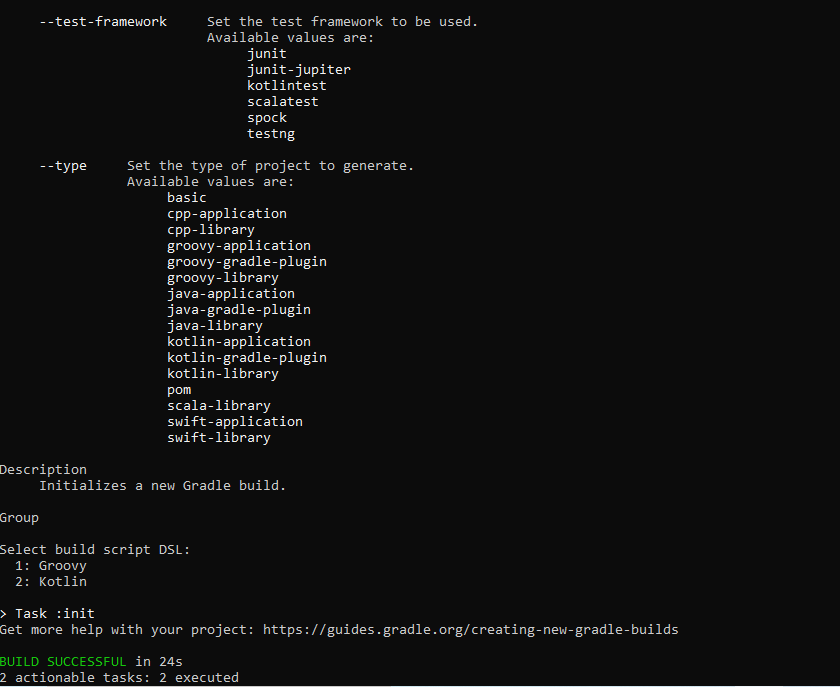 --test-framework     Set the test framework to be used.
Available values are:
junit
junit-jupiter
kotlintest
scalatest
spock
testng
--type     Set the type of project to generate.
Available values are:
basic
cpp-application
cpp-library
groovy-application
groovy-gradle-plugin
groovy-library
java-application
java-gradle-plugin
java-library
kotlin-application
kotlin-gradle-plugin
kotlin-library
pom
scala-library
swift-application
swift-library
Description
Initializes a new Gradle build.
Group
Select build script DSL:
1: Groovy
2: Kotlin
> Task :init
Get more help with your project: https://guides.gradle.org/creating-new-gradle-builds
BUILD SUCCESSFUL in 24s
2 actionable tasks: 2 executed